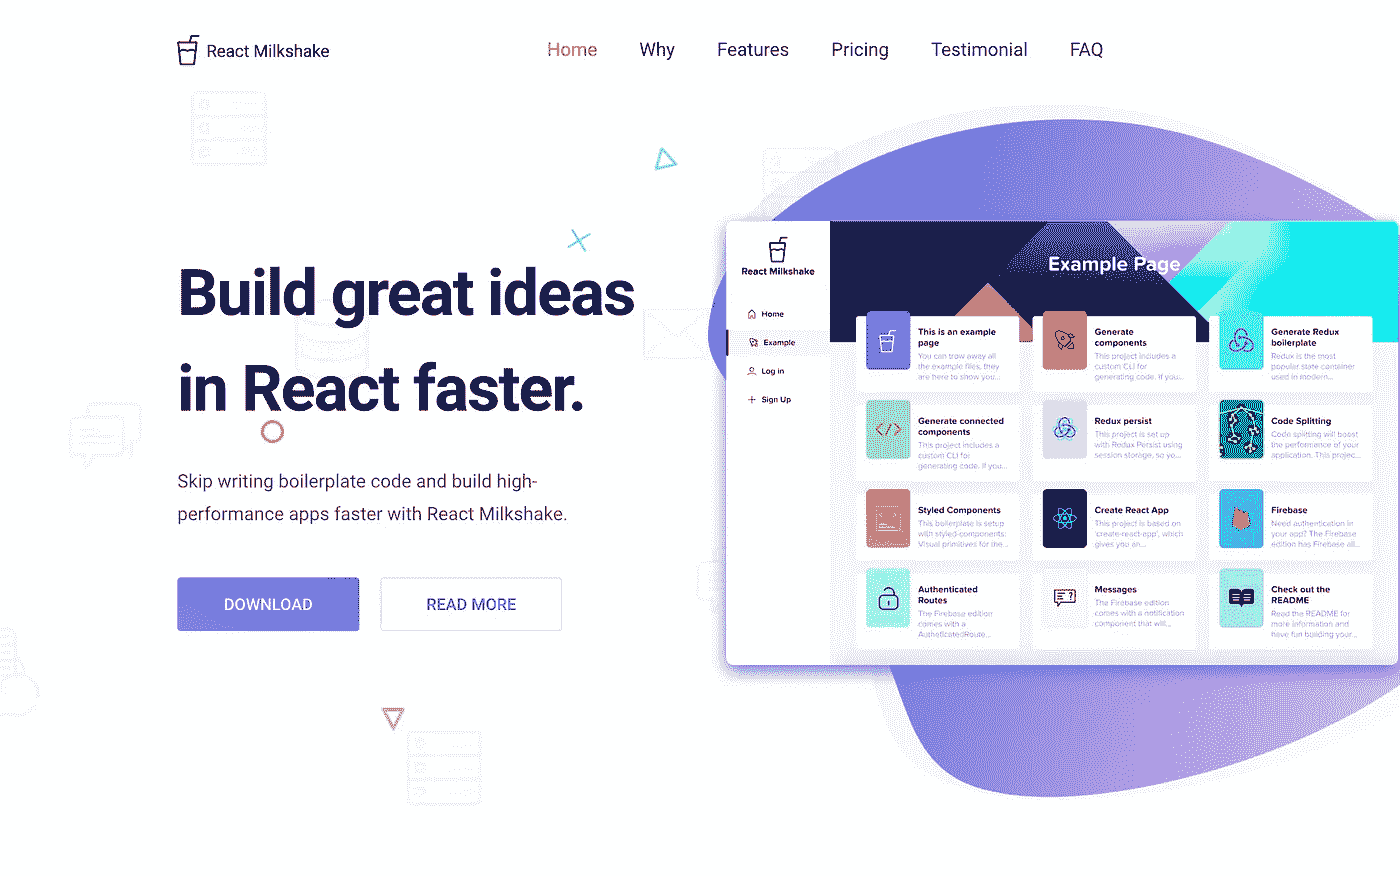 React Milkshake
Home Why Features Pricing Testimonial FAQ
Build great ideas
in React faster.
Skip writing boilerplate code and build high-
performance apps faster with React Milkshake.
DOWNLOAD
READ MORE
React Milkshake
Home
Example
Log in
Sign Up
Example Page
This is an example
page
You can trow away all
the example files, they
are here to show you...
Generate
components
This project includes a
custom CLI for
generating code. If you...
Generate Redux
boilerplate
Redux is the most
popular state container
used in modern...
Generate connected
components
This project includes a
custom CLI for
generating code. If you...
Redux persist
This project is set up
with Redux Persist using
session storage, so yo...
Code Splitting
Code spliting will boost
the performance of your
application. This projec...
Styled Components
This boilerplate is setup
with styled-components:
Visual primitives for the...
Create React App
This project is based on
'create-react-app', which
gives you an...
Firebase
Need authentication in
your app? The Firebase
edition has Firebase all...
Authenticated
Routes
The Firebase edition
comes with a
AutheticatedRoute...
Messages
The Firebase edition
comes with a notification
component that will...
Check out the
README
Read the README for
more information and
have fun building your...